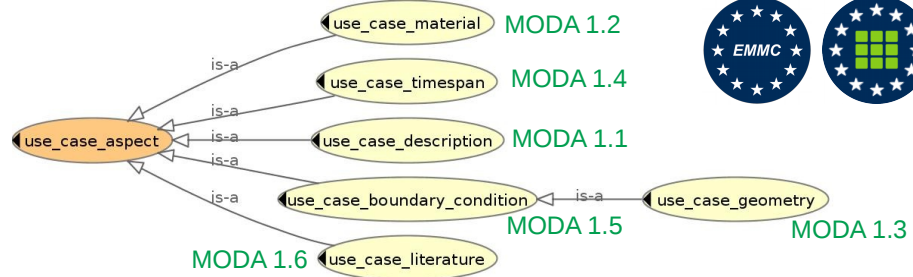 use_case_material MODA 1.2
EMMC
is-a
use_case_timespan MODA 1.4
is-a
use_case_aspect
is-a
use_case_description MODA 1.1
is-a
use_case_boundary_condition
is-a
use_case_geometry
MODA 1.5
MODA 1.3
is-a
MODA 1.6
use_case_literature